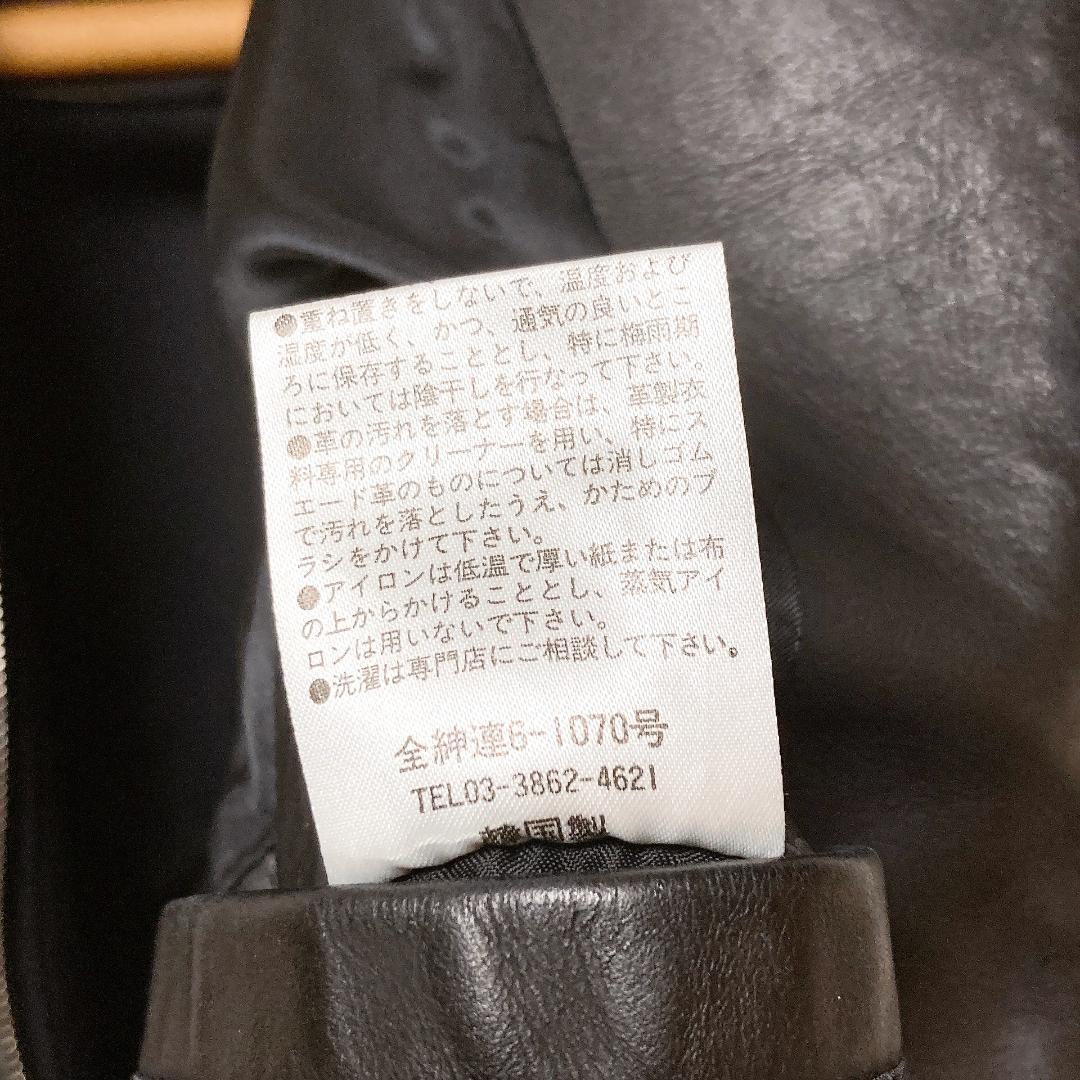 ●重ね置きをしないで、温度および
湿度が低く、かつ、通気の良いとこ
ろに保存することとし、特に梅雨期
においては陰干しを行なって下さい。
●革の汚れを落とす場合は、革製衣
料専用のクリーナーを用い、特にス
エード革のものについては消しゴム
で汚れを落としたうえ、かためのブ
ラシをかけて下さい。
●アイロンは低温で厚い紙または布
の上からかけることとし、蒸気アイ
ロンは用いないで下さい。
●洗濯は専門店にご相談して下さい。
全紳連6-1070号
TEL03-3862-4621
韓国製